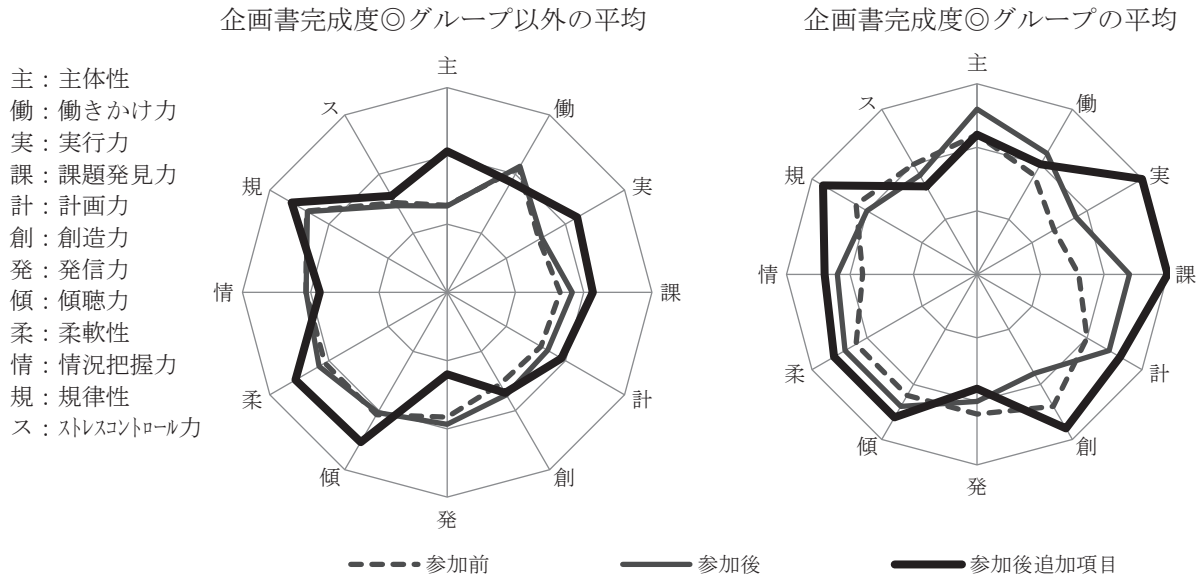 企画書完成度◎グループ以外の平均
企画書完成度◎グループの平均
主：主体性
働：働きかけ力
実：実行力
課：課題発見力
計：計画力
創：創造力
発：発信力
傾：傾聴力
柔：柔軟性
情：情況把握力
規：規律性
ス：ｽﾄﾚｽｺﾝﾄﾛｰﾙ力
主
働
実
課
計
創
発
傾
柔
情
規
ス
主
働
実
課
計
創
発
傾
柔
情
規
ス
参加前
参加後
参加後追加項目